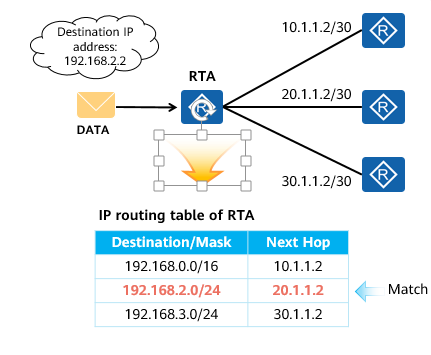 Destination IP
address:
192.168.2.2
10.1.1.2/30
RTA
20.1.1.2/30
DATA
30.1.1.2/30
R
R
R
R
IP routing table of RTA
Destination/Mask Next Hop
192.168.0.0/16 10.1.1.2
192.168.2.0/24 20.1.1.2
Match
192.168.3.0/24 30.1.1.2